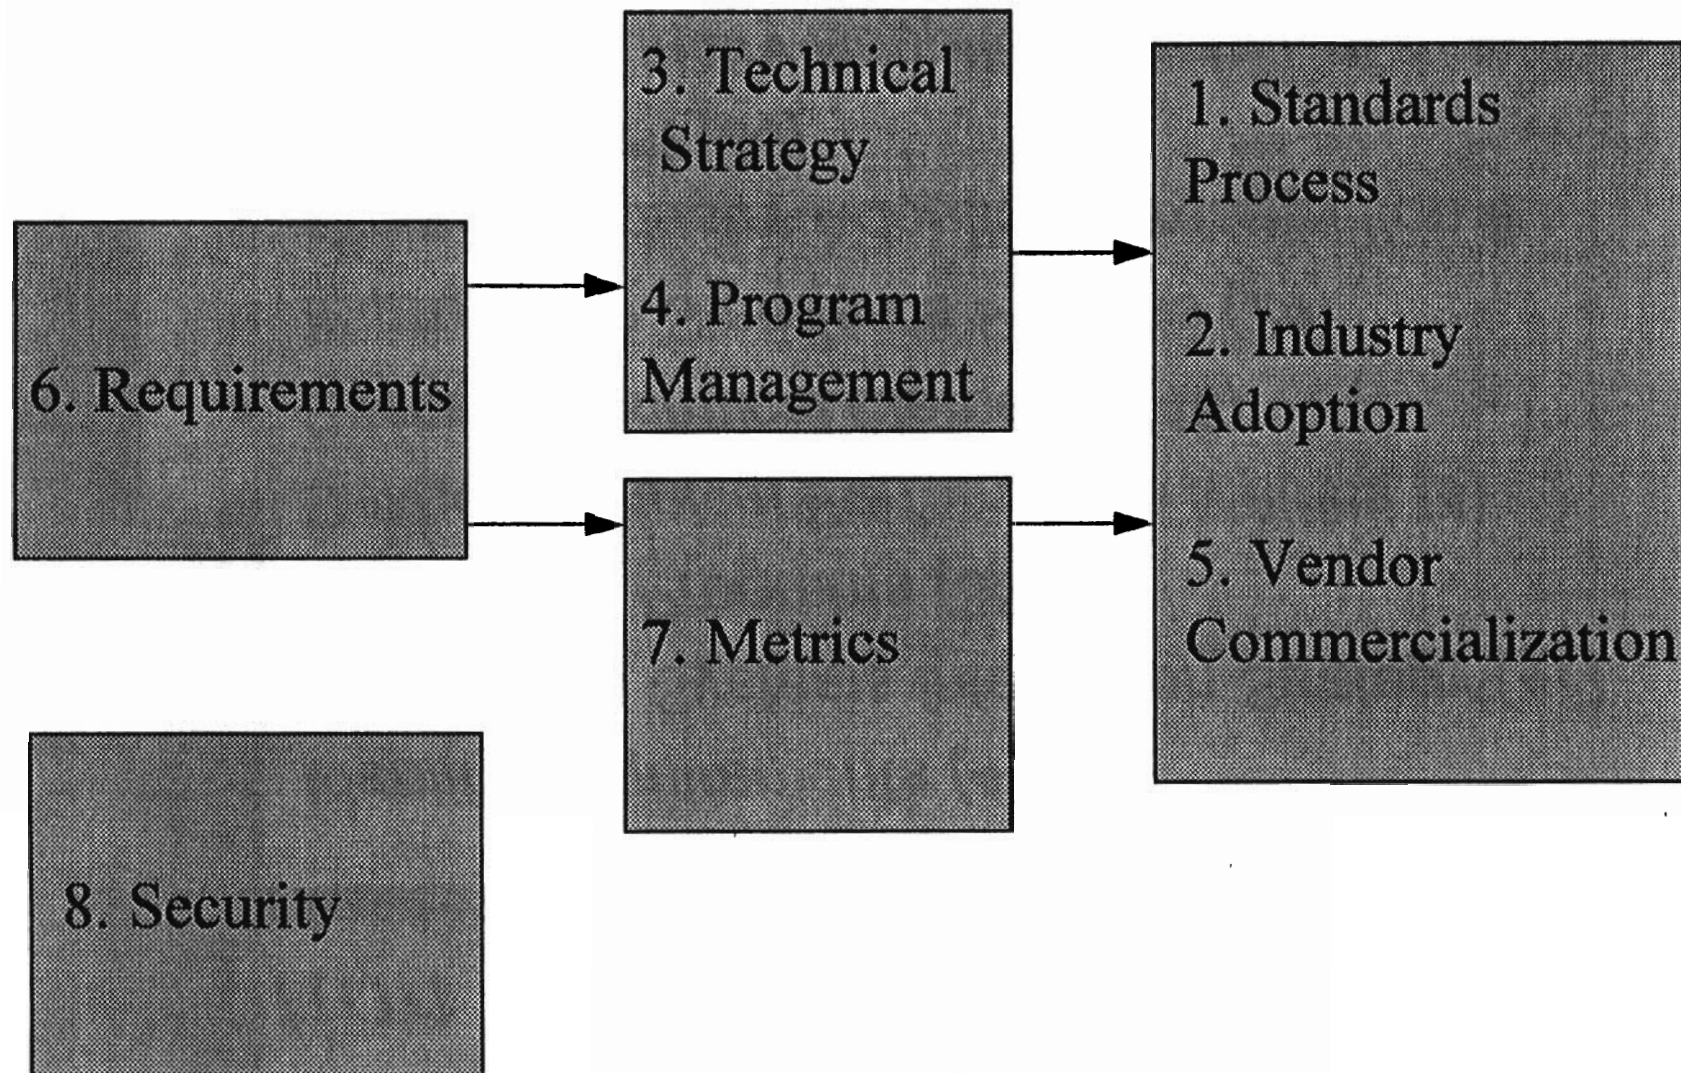 3. Technical
Strategy
4. Program
Management
1. Standards
Process
2. Industry
Adoption
5. Vendor
Commercialization
6. Requirements
7. Metrics
8. Security